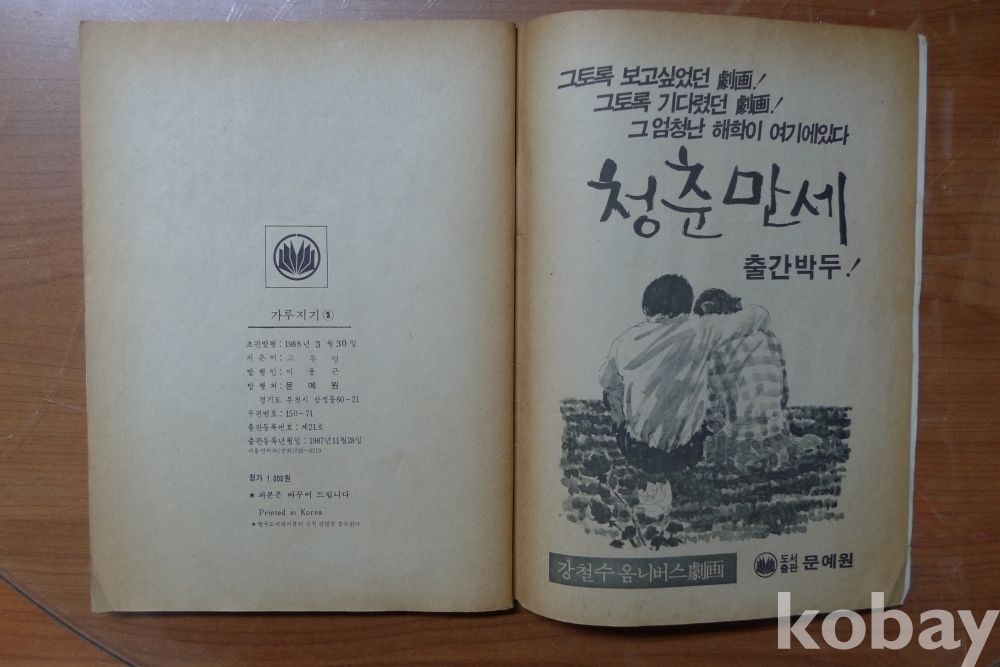 가루지기 ③
초판발행 : 1988년 3월 30일
지은이 : 고우영
발행인 : 이풍근
발행처 : 문예원
경기도 부천시 삼정동60-21
우편번호 : 150-71
출판등록번호 : 제21호
출판등록년월일 : 1987년11월28일
정가 1,000원
* 파본은 바꾸어 드립니다
Printed in Korea
그토록 보고싶었던 劇画!
그토록 기다렸던 劇画!
그 엄청난 해학이 여기에있다
청춘만세
출간박두!
강철수 옴니버스劇画
도서출판 문예원
kobay